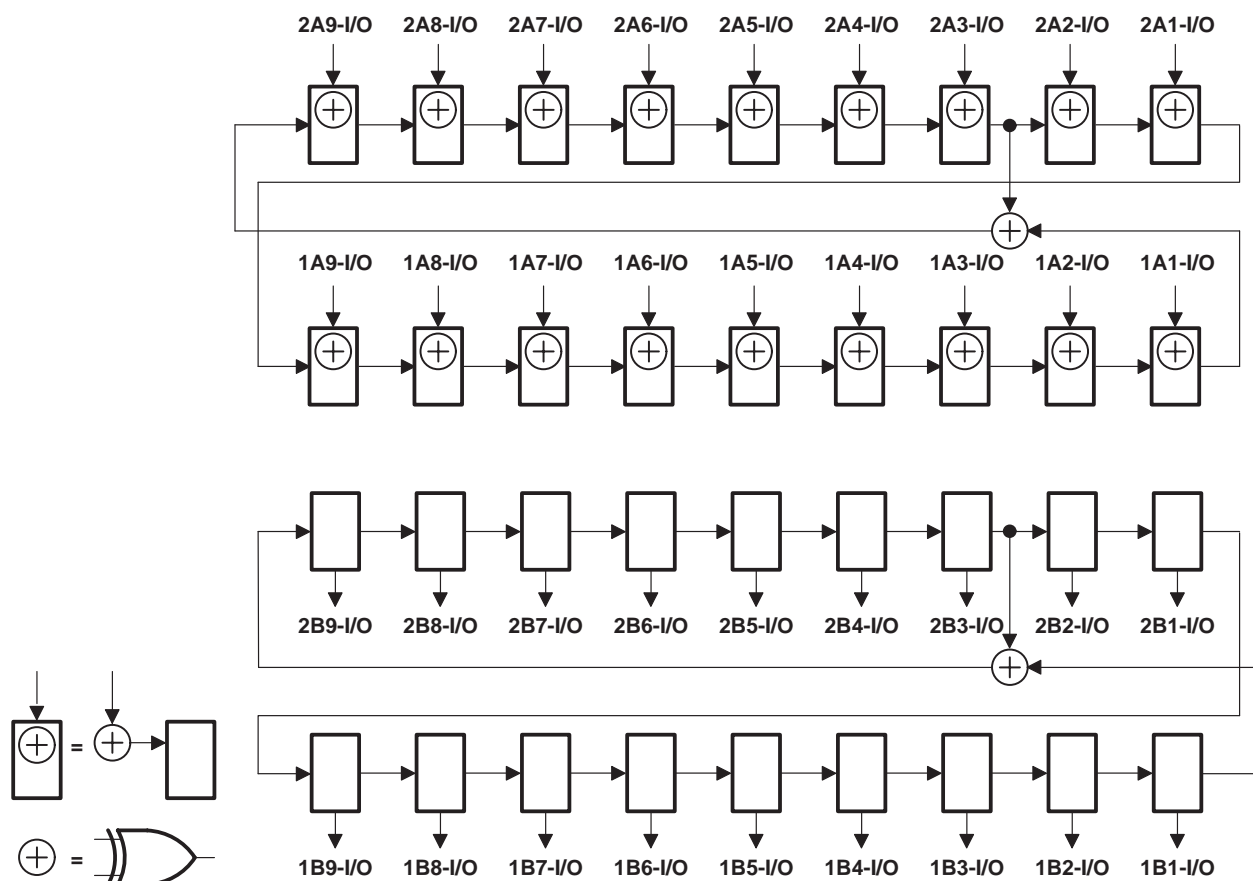 2A9-I/O 2A8-I/O 2A7-I/O 2A6-I/O 2A5-I/O 2A4-I/O 2A3-I/O 2A2-I/O 2A1-I/O
1A9-I/O 1A8-I/O 1A7-I/O 1A6-I/O 1A5-I/O 1A4-I/O 1A3-I/O 1A2-I/O 1A1-I/O
2B9-I/O 2B8-I/O 2B7-I/O 2B6-I/O 2B5-I/O 2B4-I/O 2B3-I/O 2B2-I/O 2B1-I/O
=
=
1B9-I/O 1B8-I/O 1B7-I/O 1B6-I/O 1B5-I/O 1B4-I/O 1B3-I/O 1B2-I/O 1B1-I/O